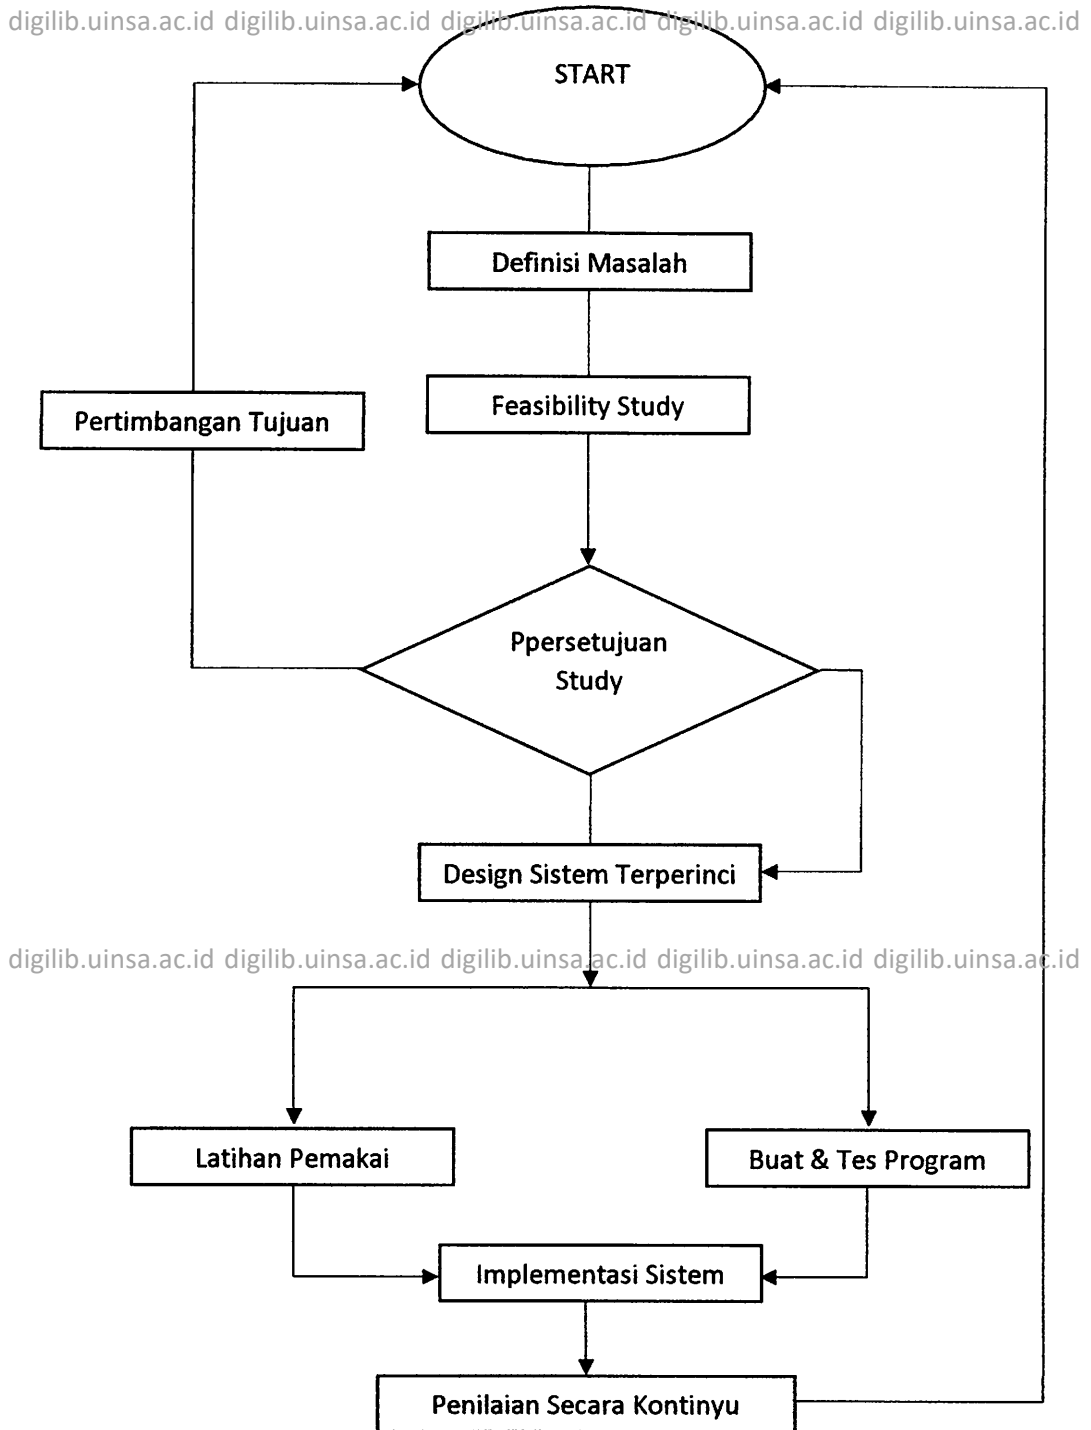 digilib.uinsa.ac.id digilib.uinsa.ac.id digilib.uinsa.ac.id digilib.uinsa.ac.id digilib.uinsa.ac.id
START
Definisi Masalah
Feasibility Study
Pertimbangan Tujuan
Ppersetujuan
Study
Design Sistem Terperinci
digilib.uinsa.ac.id digilib.uinsa.ac.id digilib.uinsa.ac.id digilib.uinsa.ac.id digilib.uinsa.ac.id
Latihan Pemakai
Buat & Tes Program
Implementasi Sistem
Penilaian Secara Kontinyu